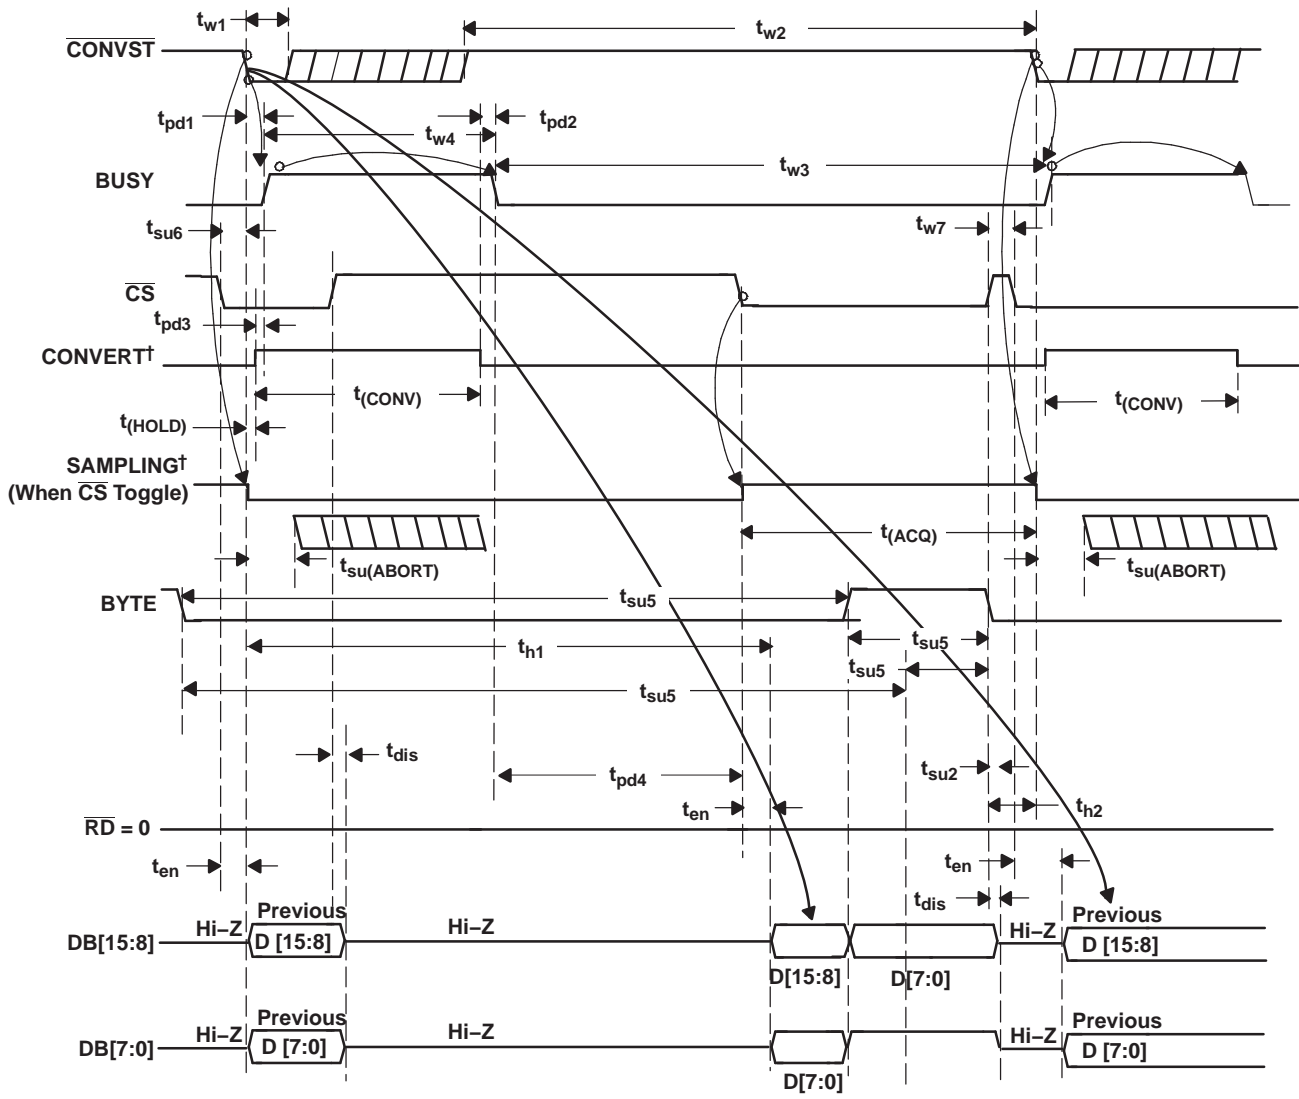 tw1
tw2
CONVST
tpd1
tw4
tpd2
tw3
BUSY
tsu6
tw7
CS
tpd3
CONVERT†
t(CONV)
t(CONV)
t(HOLD)
SAMPLING†
(When CS Toggle)
t(ACQ)
tsu(ABORT)
tsu(ABORT)
BYTE
tsu5
tsu5
th1
tsu5
tsu5
tdis
tsu2
tpd4
ten
th2
RD = 0
ten
ten
tdis
Previous
Previous
Hi–Z
Hi–Z
Hi–Z
DB[15:8]
D [15:8]
D [15:8]
D[15:8]
D[7:0]
Previous
Previous
Hi–Z
Hi–Z
Hi–Z
DB[7:0]
D [7:0]
D [7:0]
D[7:0]